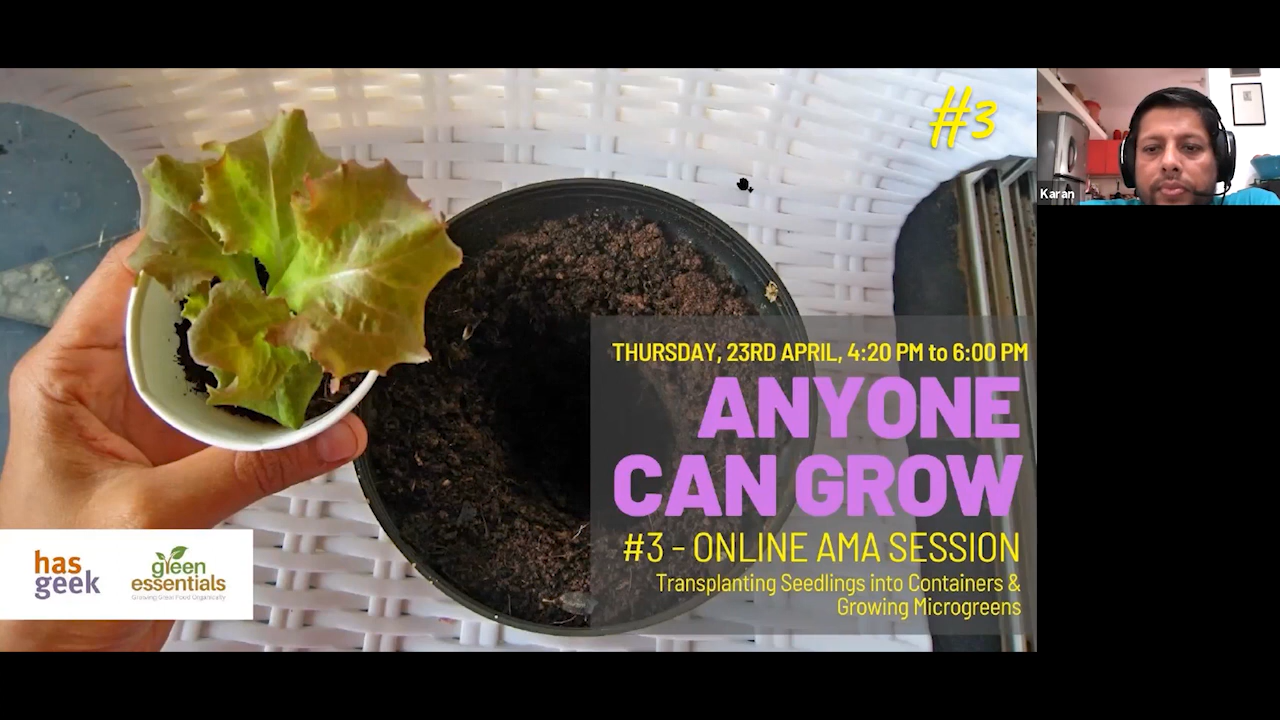 #3
Karan
THURSDAY, 23RD APRIL, 4:20 PM to 6:00 PM
ANYONE
CAN GROW
#3 - ONLINE AMA SESSION
Transplanting Seedlings into Containers &
Growing Microgreens
has
geek
green
essentials
Growing Great Food Organically